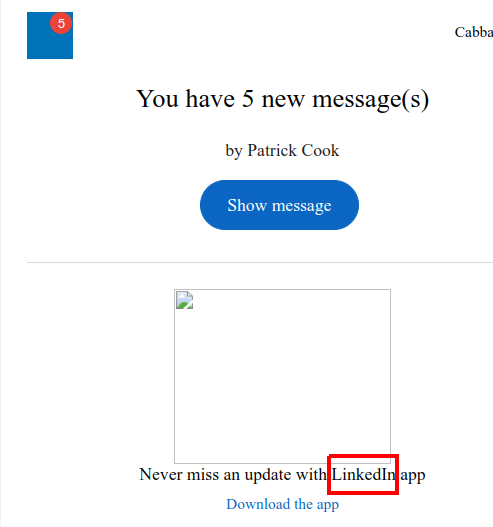 5
Cabba
You have 5 new message(s)
by Patrick Cook
Show message
Never miss an update with LinkedIn app
Download the app